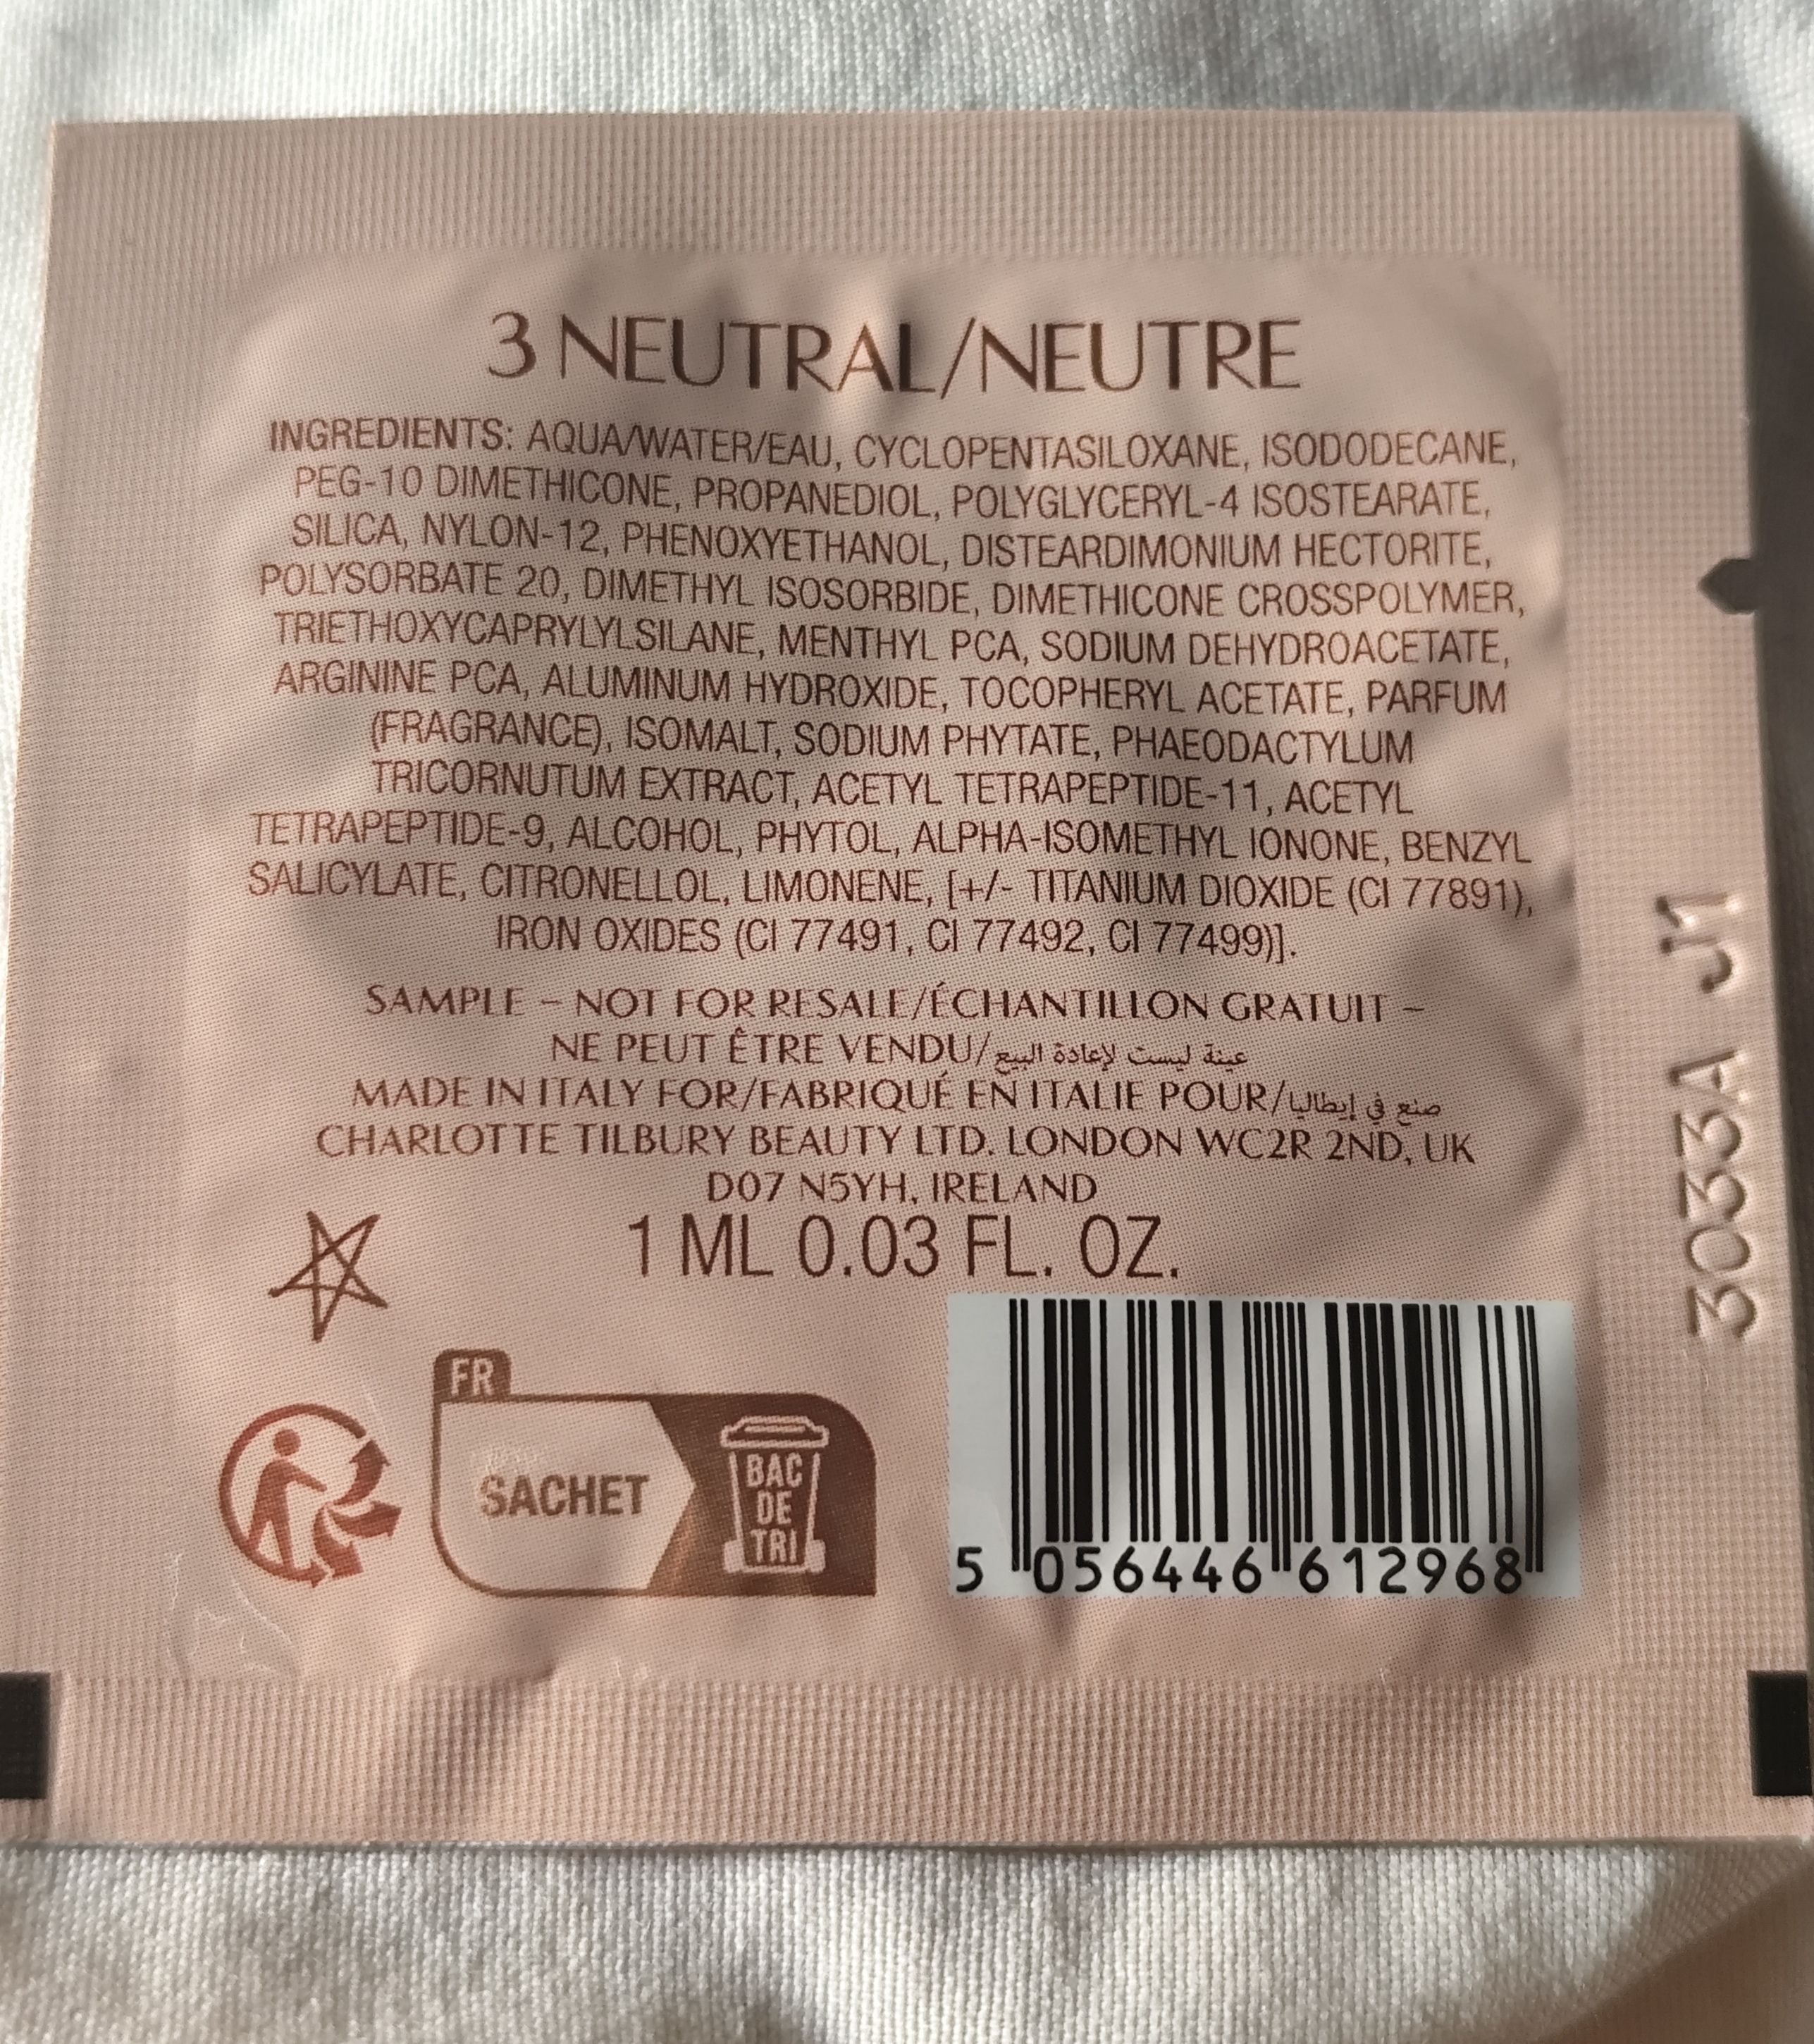 3 NEUTRAL/NEUTRE
INGREDIENTS: AQUA/WATER/EAU, CYCLOPENTASILOXANE, ISODODECANE,
PEG-10 DIMETHICONE, PROPANEDIOL, POLYGLYCERYL-4 ISOSTEARATE,
SILICA, NYLON-12, PHENOXYETHANOL, DISTEARDIMONIUM HECTORITE,
POLYSORBATE 20, DIMETHYL ISOSORBIDE, DIMETHICONE CROSSPOLYMER,
TRIETHOXYCAPRYLYLSILANE, MENTHYL PCA, SODIUM DEHYDROACETATE,
ARGININE PCA, ALUMINUM HYDROXIDE, TOCOPHERYL ACETATE, PARFUM
(FRAGRANCE), ISOMALT, SODIUM PHYTATE, PHAEODACTYLUM
TRICORNUTUM EXTRACT, ACETYL TETRAPEPTIDE-11, ACETYL
TETRAPEPTIDE-9, ALCOHOL, PHYTOL, ALPHA-ISOMETHYL IONONE, BENZYL
SALICYLATE, CITRONELLOL, LIMONENE, [+/- TITANIUM DIOXIDE (CI 77891),
IRON OXIDES (CI 77491, CI 77492, CI 77499)].
SAMPLE – NOT FOR RESALE/ÉCHANTILLON GRATUIT –
NE PEUT ÊTRE VENDU/عينة ليست لإعادة البيع
MADE IN ITALY FOR/FABRIQUÉ EN ITALIE POUR/صنع في إيطاليا
CHARLOTTE TILBURY BEAUTY LTD. LONDON WC2R 2ND, UK
D07 N5YH, IRELAND
1 ML 0.03 FL. OZ.
FR
SACHET
BAC
DE
TRI
5 056446 612968
3033A J1